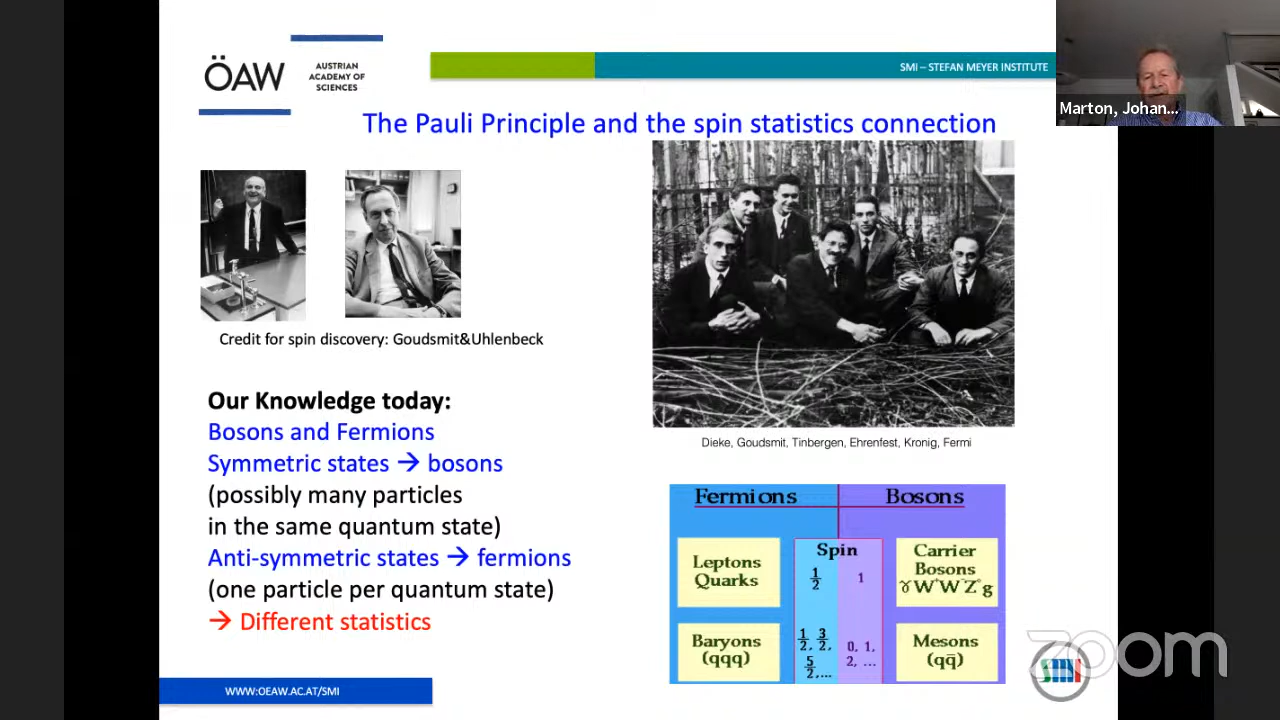 ÖAW
AUSTRIAN
ACADEMY OF
SCIENCES
SMI – STEFAN MEYER INSTITUTE
Marton, Johan...
The Pauli Principle and the spin statistics connection
Credit for spin discovery: Goudsmit&Uhlenbeck
Dieke, Goudsmit, Tinbergen, Ehrenfest, Kronig, Fermi
Our Knowledge today:
Bosons and Fermions
Symmetric states → bosons
(possibly many particles
in the same quantum state)
Anti-symmetric states → fermions
(one particle per quantum state)
→ Different statistics
Fermions
Bosons
Leptons
Quarks
Spin
1/2 1
Carrier
Bosons
γ W⁺ W⁻ Z° g
Baryons
(qqq)
1/2, 3/2,
5/2,...
0, 1,
2, ...
Mesons
(qq̄)
WWW.OEAW.AC.AT/SMI
SMI
zoom